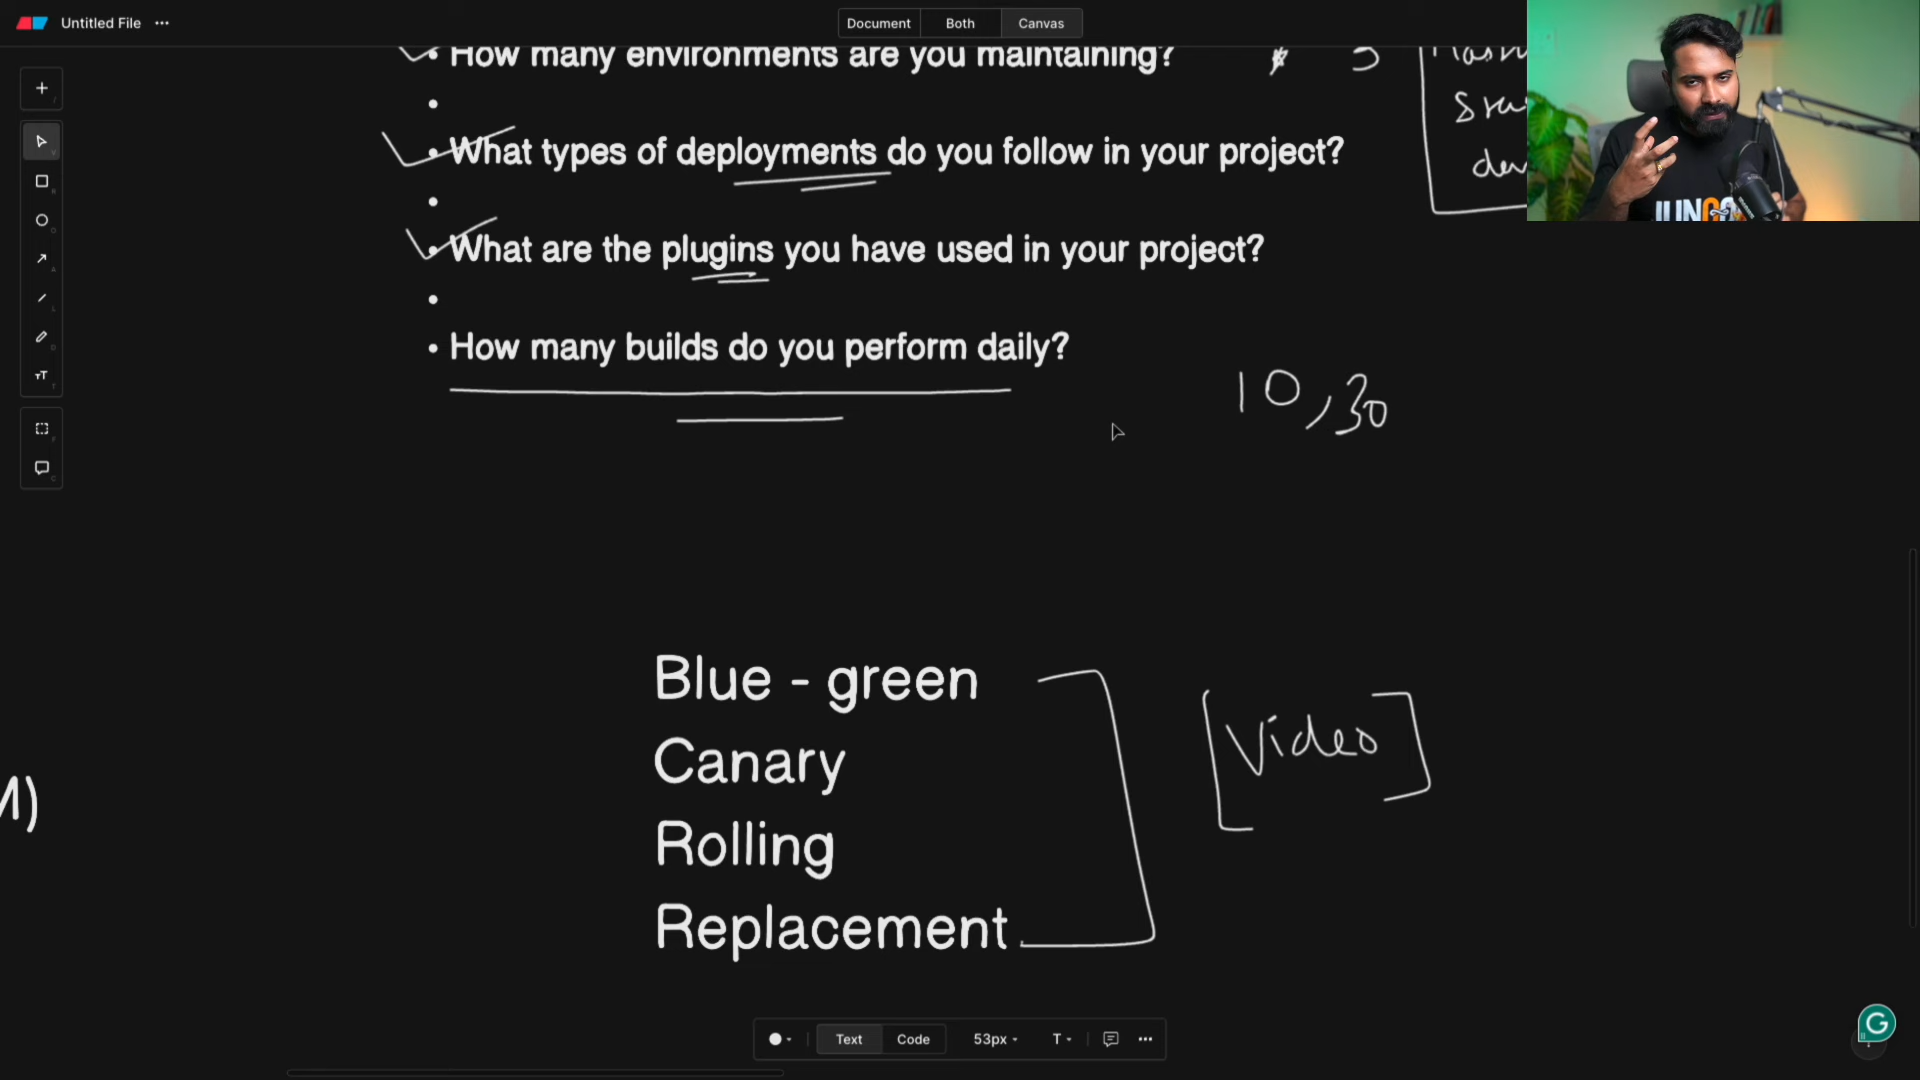 Untitled File
Document Both Canvas
How many environments are you maintaining?
What types of deployments do you follow in your project?
What are the plugins you have used in your project?
How many builds do you perform daily?
10,30
Blue - green
Canary
Rolling
Replacement
Video
Text Code 53px T
G